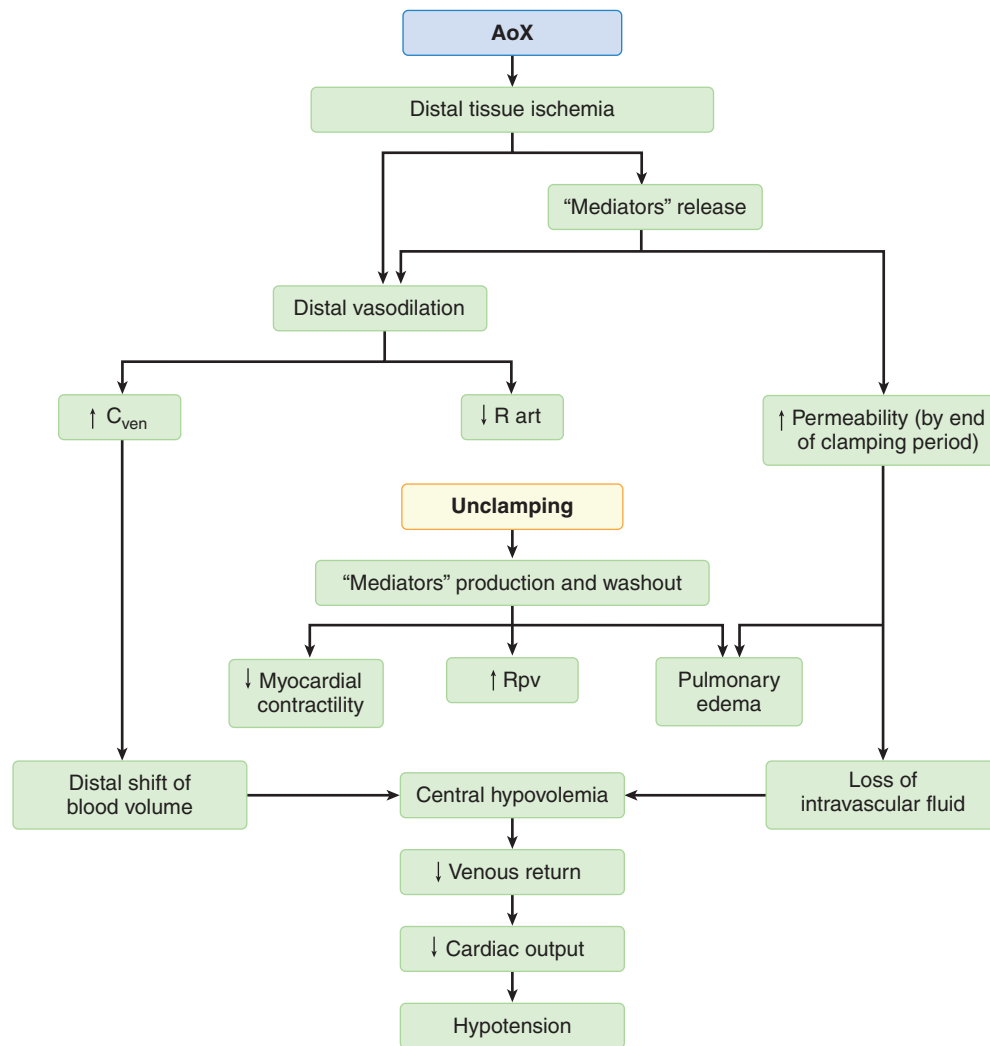 AoX
Distal tissue ischemia
“Mediators” release
Distal vasodilation
↑ Cven
↓ R art
↑ Permeability (by end
of clamping period)
Unclamping
“Mediators” production and washout
↓ Myocardial
contractility
↑ Rpv
Pulmonary
edema
Distal shift of
blood volume
Central hypovolemia
Loss of
intravascular fluid
↓ Venous return
↓ Cardiac output
Hypotension